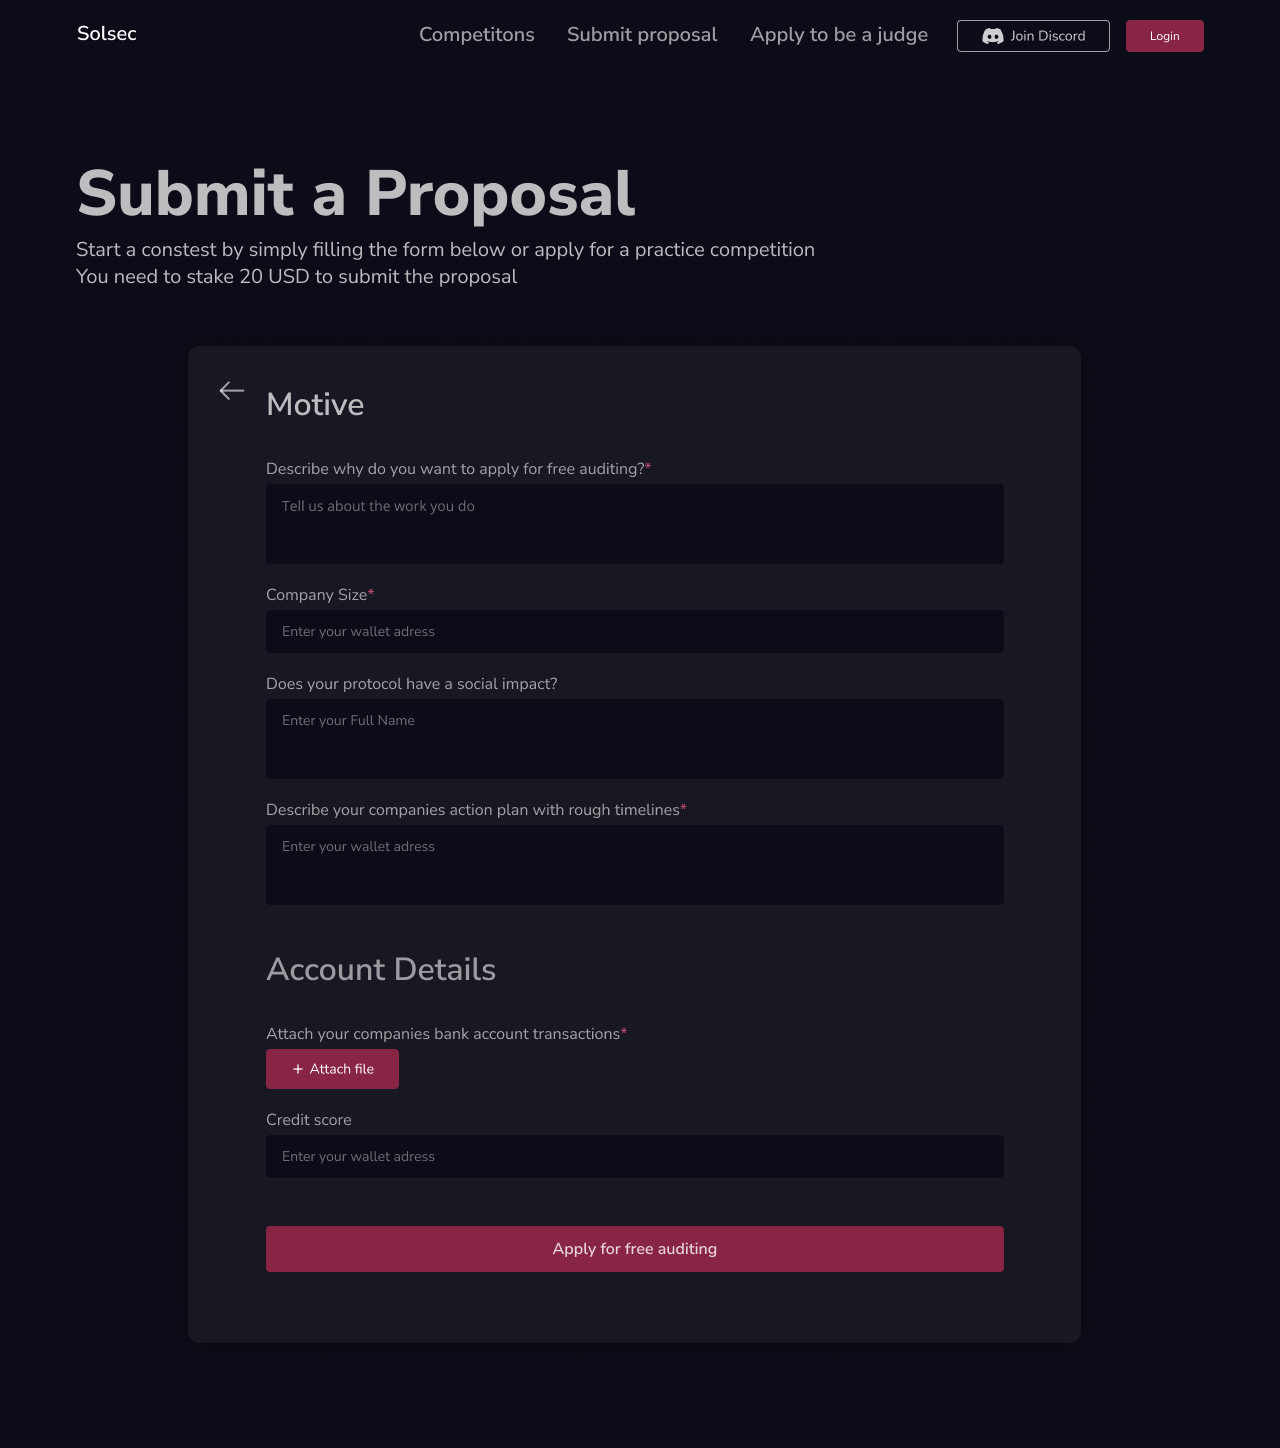 Solsec
Competitons
Submit proposal
Apply to be a judge
Join Discord
Login
Submit a Proposal
Start a constest by simply filling the form below or apply for a practice competition
You need to stake 20 USD to submit the proposal
Motive
Describe why do you want to apply for free auditing?*
Tell us about the work you do
Company Size*
Enter your wallet adress
Does your protocol have a social impact?
Enter your Full Name
Describe your companies action plan with rough timelines*
Enter your wallet adress
Account Details
Attach your companies bank account transactions*
+ Attach file
Credit score
Enter your wallet adress
Apply for free auditing